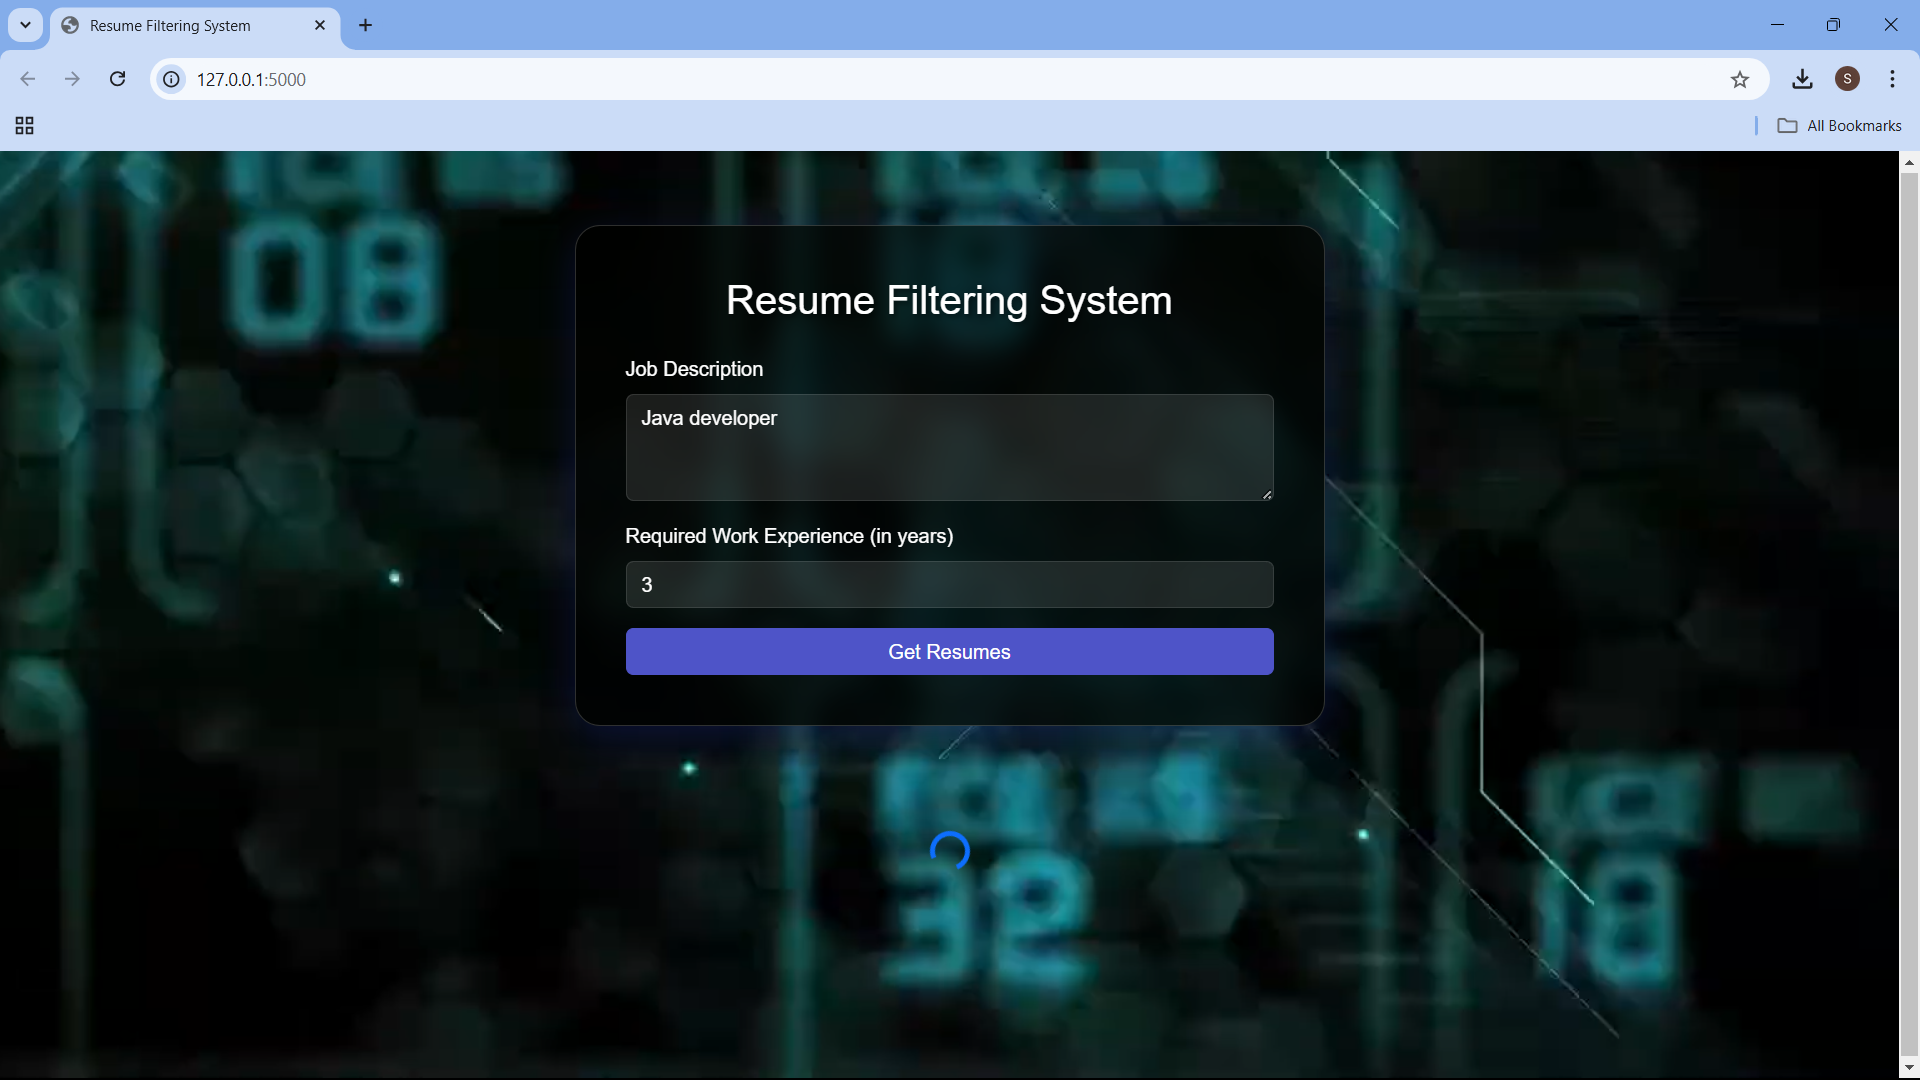 Resume Filtering System
127.0.0.1:5000
S
All Bookmarks
08
Resume Filtering System
Job Description
Java developer
Required Work Experience (in years)
3
Get Resumes
32
18